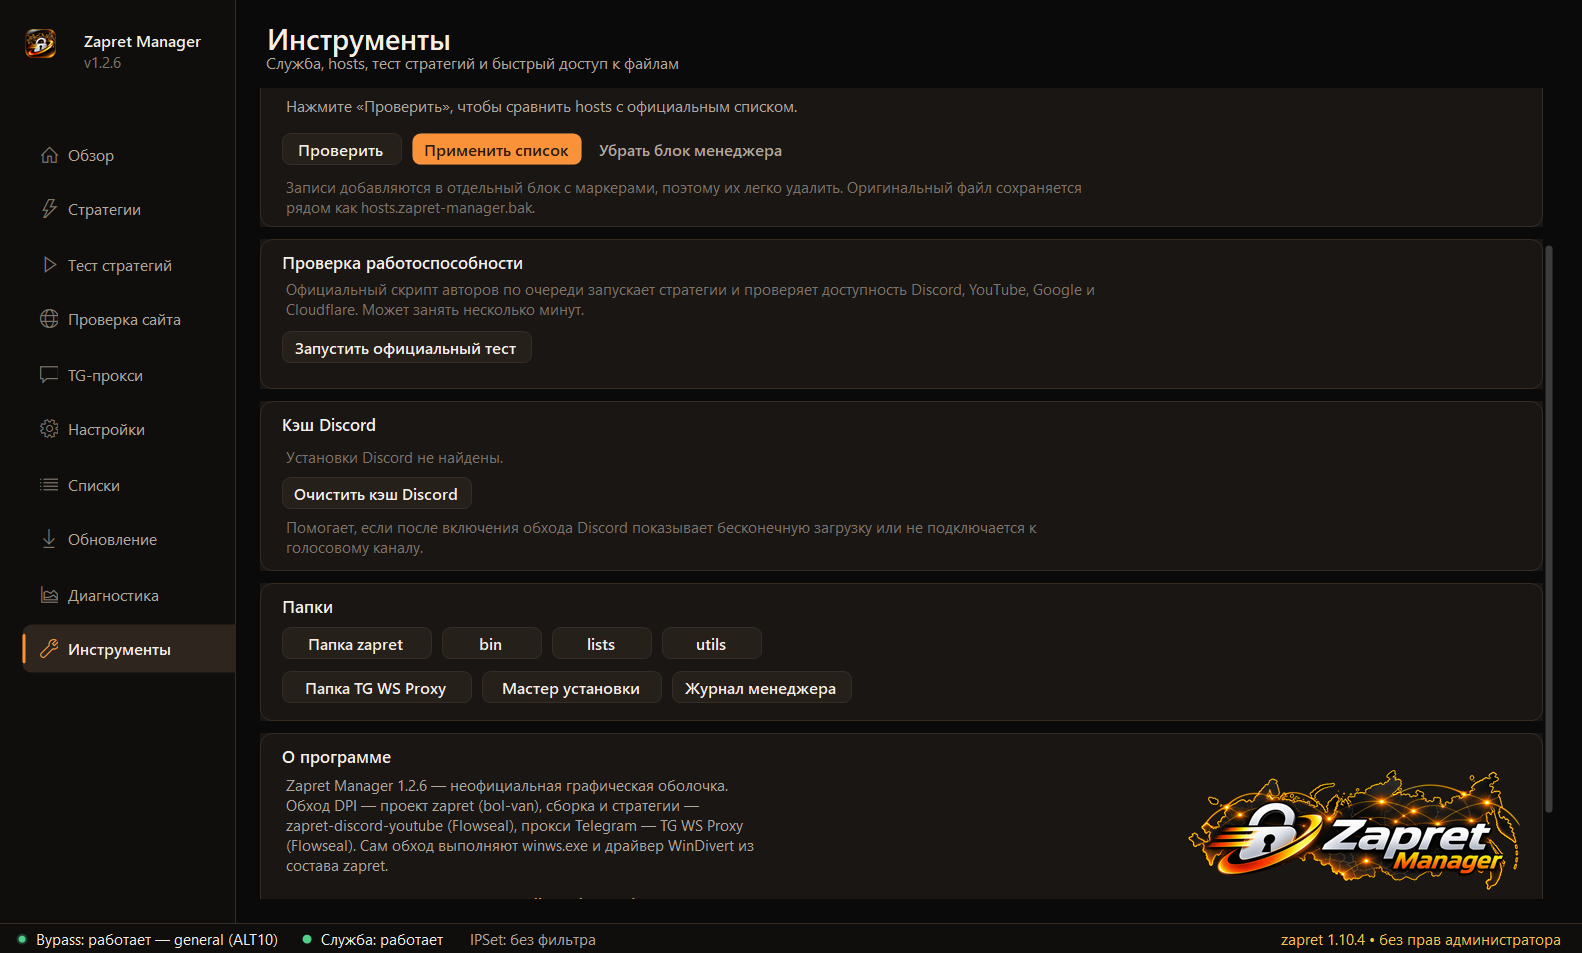 Zapret Manager
v1.2.6
Обзор
Стратегии
Тест стратегий
Проверка сайта
TG-прокси
Настройки
Списки
Обновление
Диагностика
Инструменты
Инструменты
Служба, hosts, тест стратегий и быстрый доступ к файлам
Нажмите «Проверить», чтобы сравнить hosts с официальным списком.
Проверить
Применить список
Убрать блок менеджера
Записи добавляются в отдельный блок с маркерами, поэтому их легко удалить. Оригинальный файл сохраняется
рядом как hosts.zapret-manager.bak.
Проверка работоспособности
Официальный скрипт авторов по очереди запускает стратегии и проверяет доступность Discord, YouTube, Google и
Cloudflare. Может занять несколько минут.
Запустить официальный тест
Кэш Discord
Установки Discord не найдены.
Очистить кэш Discord
Помогает, если после включения обхода Discord показывает бесконечную загрузку или не подключается к
голосовому каналу.
Папки
Папка zapret
bin
lists
utils
Папка TG WS Proxy
Мастер установки
Журнал менеджера
О программе
Zapret Manager 1.2.6 — неофициальная графическая оболочка.
Обход DPI — проект zapret (bol-van), сборка и стратегии —
zapret-discord-youtube (Flowseal), прокси Telegram — TG WS Proxy
(Flowseal). Сам обход выполняют winws.exe и драйвер WinDivert из
состава zapret.
Zapret
Manager
Bypass: работает — general (ALT10)
Служба: работает
IPSet: без фильтра
zapret 1.10.4 • без прав администратора